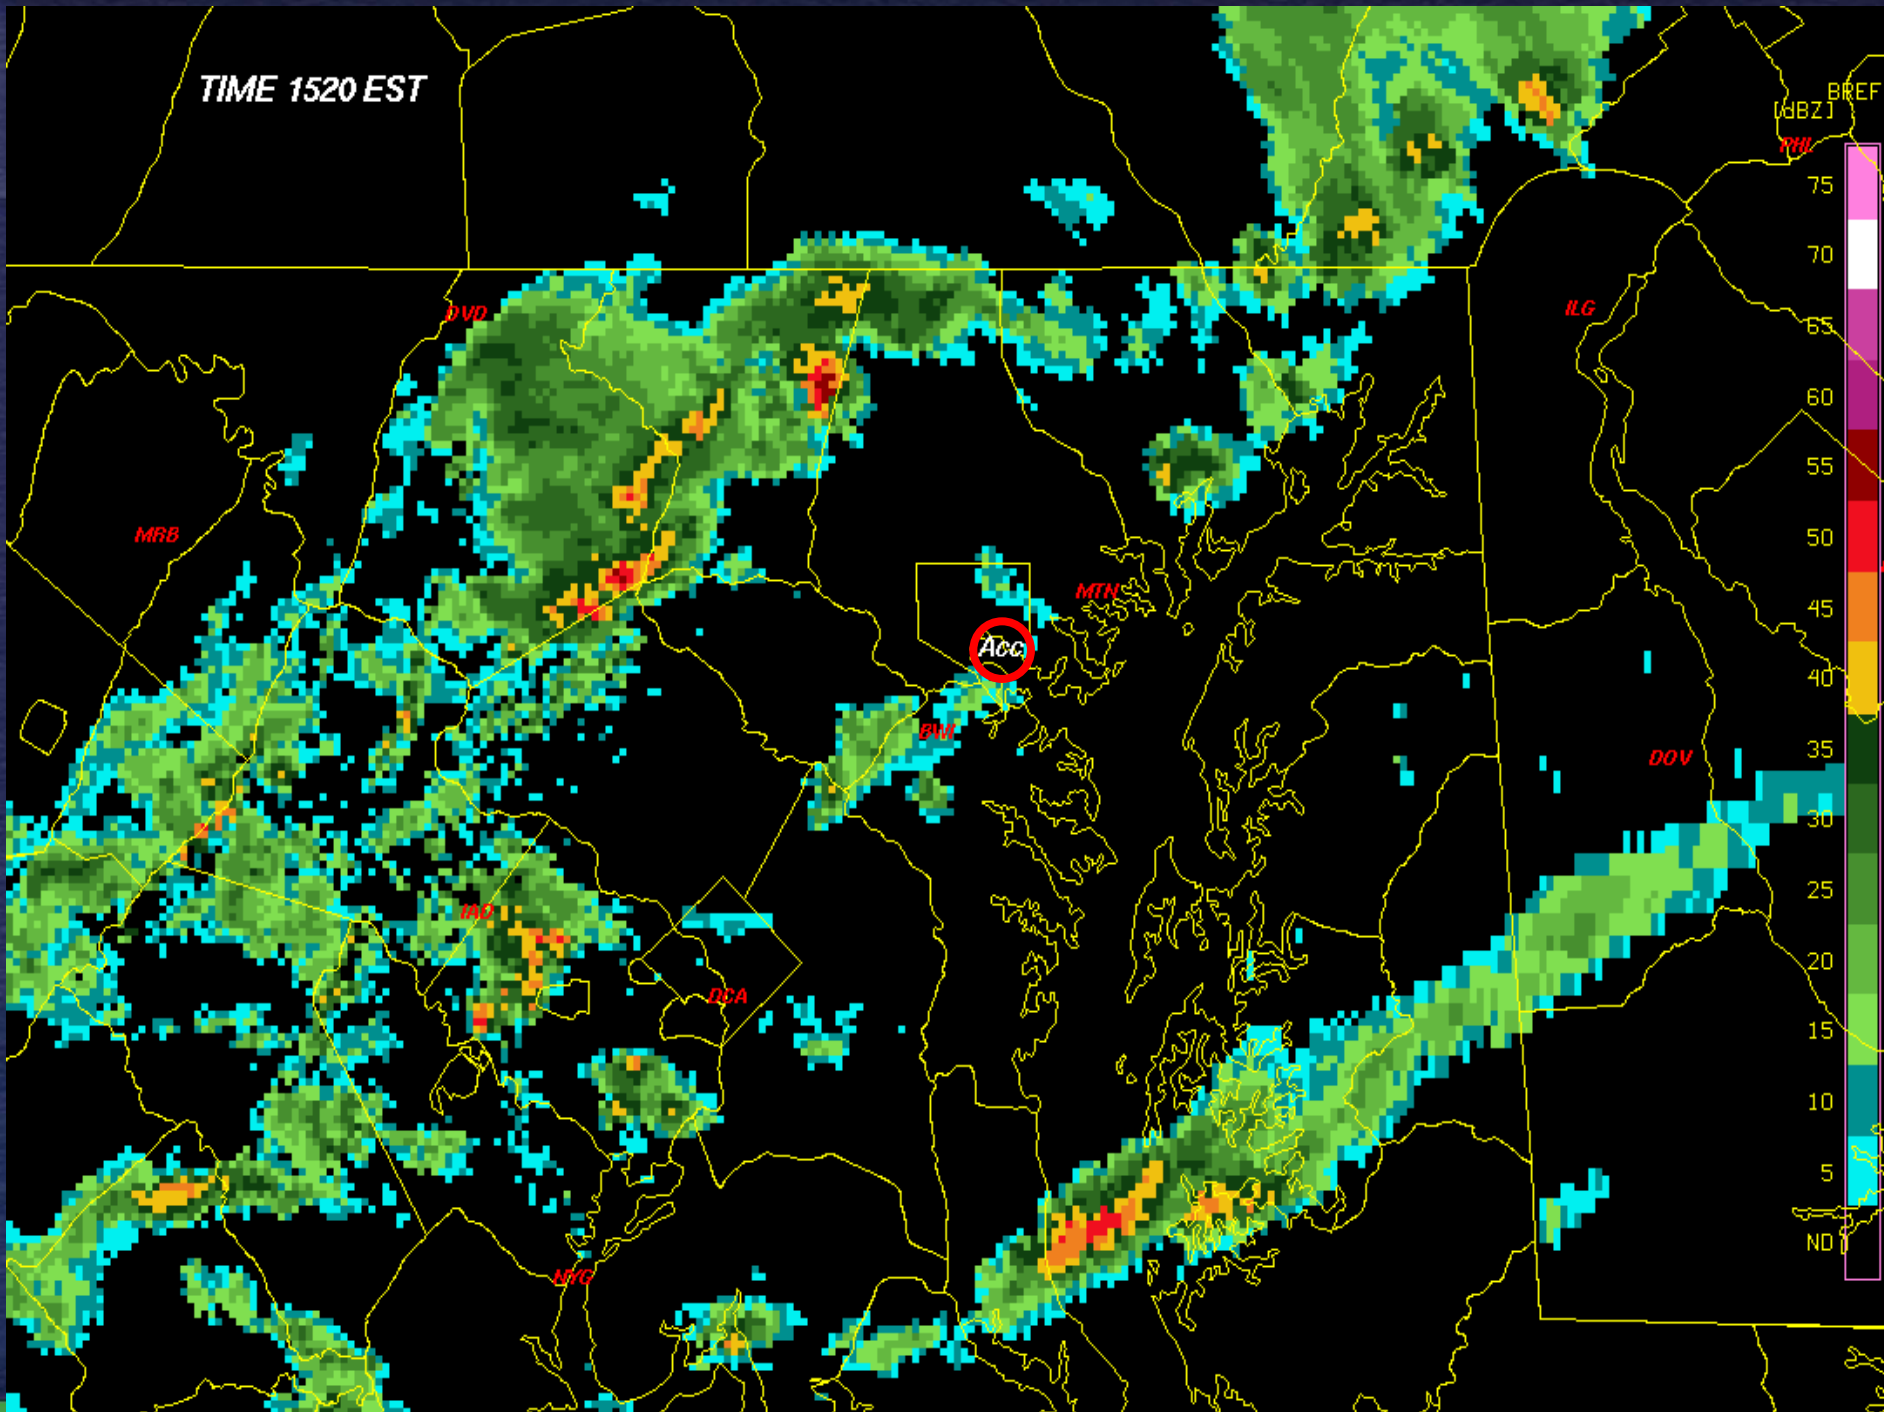 TIME 1520 EST
BREF
[dBZ]
PHL
75
70
DVD
ILG
65
60
55
MRB
50
MTN
45
Acc
40
BWI
35
DOV
30
25
IAD
20
DCA
15
10
5
ND
NYG